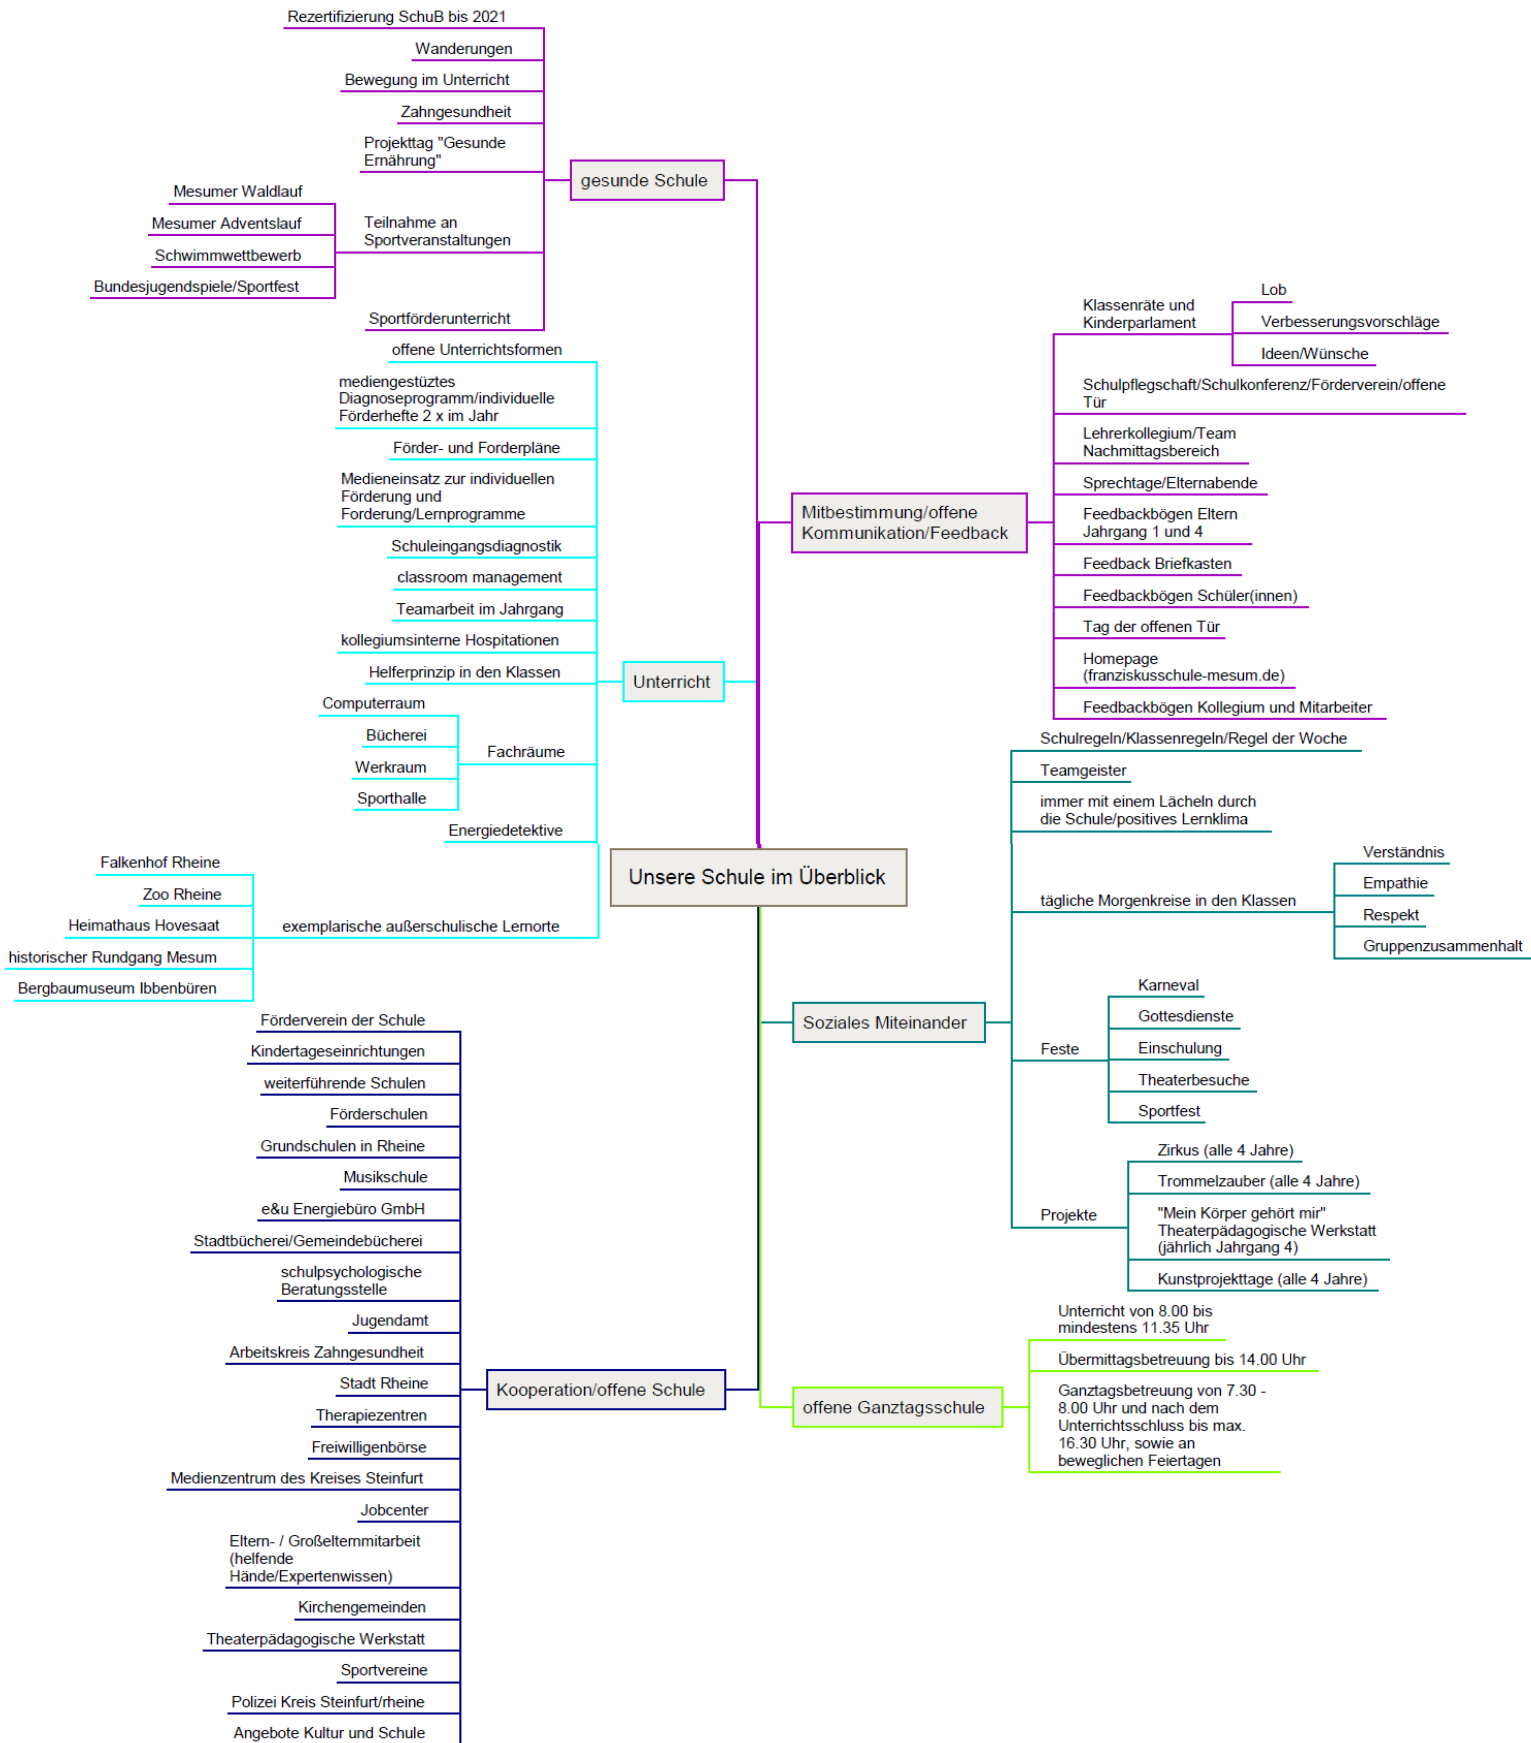 Rezertifizierung SchuB bis 2021
Wanderungen
Bewegung im Unterricht
Zahngesundheit
Projekttag "Gesunde
Ernährung"
gesunde Schule
Mesumer Waldlauf
Mesumer Adventslauf
Schwimmwettbewerb
Bundesjugendspiele/Sportfest
Teilnahme an
Sportveranstaltungen
Sportförderunterricht
offene Unterrichtsformen
mediengestüztes
Diagnoseprogramm/individuelle
Förderhefte 2 x im Jahr
Förder- und Forderpläne
Medieneinsatz zur individuellen
Förderung und
Forderung/Lernprogramme
Schuleingangsdiagnostik
classroom management
Teamarbeit im Jahrgang
kollegiumsinterne Hospitationen
Helferprinzip in den Klassen
Unterricht
Computerraum
Bücherei
Werkraum
Sporthalle
Fachräume
Energiedetektive
Falkenhof Rheine
Zoo Rheine
Heimathaus Hovesaat
historischer Rundgang Mesum
Bergbaumuseum Ibbenbüren
exemplarische außerschulische Lernorte
Unsere Schule im Überblick
Förderverein der Schule
Kindertageseinrichtungen
weiterführende Schulen
Förderschulen
Grundschulen in Rheine
Musikschule
e&u Energiebüro GmbH
Stadtbücherei/Gemeindebücherei
schulpsychologische
Beratungsstelle
Jugendamt
Arbeitskreis Zahngesundheit
Stadt Rheine
Kooperation/offene Schule
Therapiezentren
Freiwilligenbörse
Medienzentrum des Kreises Steinfurt
Jobcenter
Eltern- / Großelternmitarbeit
(helfende
Hände/Expertenwissen)
Kirchengemeinden
Theaterpädagogische Werkstatt
Sportvereine
Polizei Kreis Steinfurt/rheine
Angebote Kultur und Schule
Mitbestimmung/offene
Kommunikation/Feedback
Klassenräte und
Kinderparlament
Lob
Verbesserungsvorschläge
Ideen/Wünsche
Schulpflegschaft/Schulkonferenz/Förderverein/offene
Tür
Lehrerkollegium/Team
Nachmittagsbereich
Sprechtage/Elternabende
Feedbackbögen Eltern
Jahrgang 1 und 4
Feedback Briefkasten
Feedbackbögen Schüler(innen)
Tag der offenen Tür
Homepage
(franziskusschule-mesum.de)
Feedbackbögen Kollegium und Mitarbeiter
Soziales Miteinander
Schulregeln/Klassenregeln/Regel der Woche
Teamgeister
immer mit einem Lächeln durch
die Schule/positives Lernklima
tägliche Morgenkreise in den Klassen
Verständnis
Empathie
Respekt
Gruppenzusammenhalt
Feste
Karneval
Gottesdienste
Einschulung
Theaterbesuche
Sportfest
Projekte
Zirkus (alle 4 Jahre)
Trommelzauber (alle 4 Jahre)
"Mein Körper gehört mir"
Theaterpädagogische Werkstatt
(jährlich Jahrgang 4)
Kunstprojekttage (alle 4 Jahre)
offene Ganztagsschule
Unterricht von 8.00 bis
mindestens 11.35 Uhr
Übermittagsbetreuung bis 14.00 Uhr
Ganztagsbetreuung von 7.30 -
8.00 Uhr und nach dem
Unterrichtsschluss bis max.
16.30 Uhr, sowie an
beweglichen Feiertagen